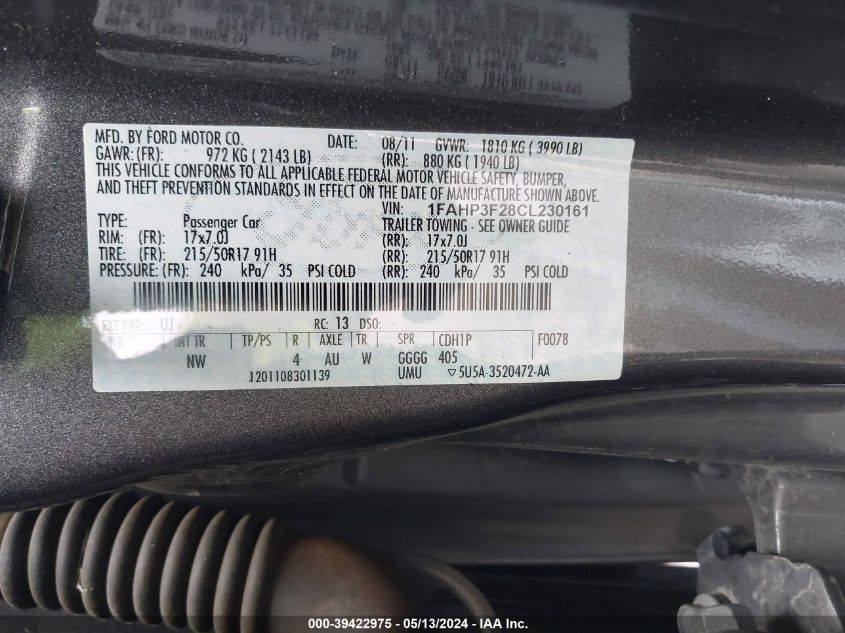 MFD. BY FORD MOTOR CO. DATE: 08/11 GVWR: 1810 KG ( 3990 LB)
GAWR: (FR): 972 KG ( 2143 LB) (RR): 880 KG ( 1940 LB)
THIS VEHICLE CONFORMS TO ALL APPLICABLE FEDERAL MOTOR VEHICLE SAFETY, BUMPER,
AND THEFT PREVENTION STANDARDS IN EFFECT ON THE DATE OF MANUFACTURE SHOWN ABOVE.
VIN: 1FAHP3F28CL230161
TYPE: Passenger Car TRAILER TOWING - SEE OWNER GUIDE
RIM: (FR): 17x7.0J (RR): 17x7.0J
TIRE: (FR): 215/50R17 91H (RR): 215/50R17 91H
PRESSURE: (FR): 240 kPa/ 35 PSI COLD (RR): 240 kPa/ 35 PSI COLD
EXT PNT: UJ RC: 13 DSO:
INT TR TP/PS R AXLE TR SPR CDH1P F0078
NW 4 AU W GGGG 405
1201108301139 UMU ▽5U5A-3520472-AA
000-39422975 - 05/13/2024 - IAA Inc.